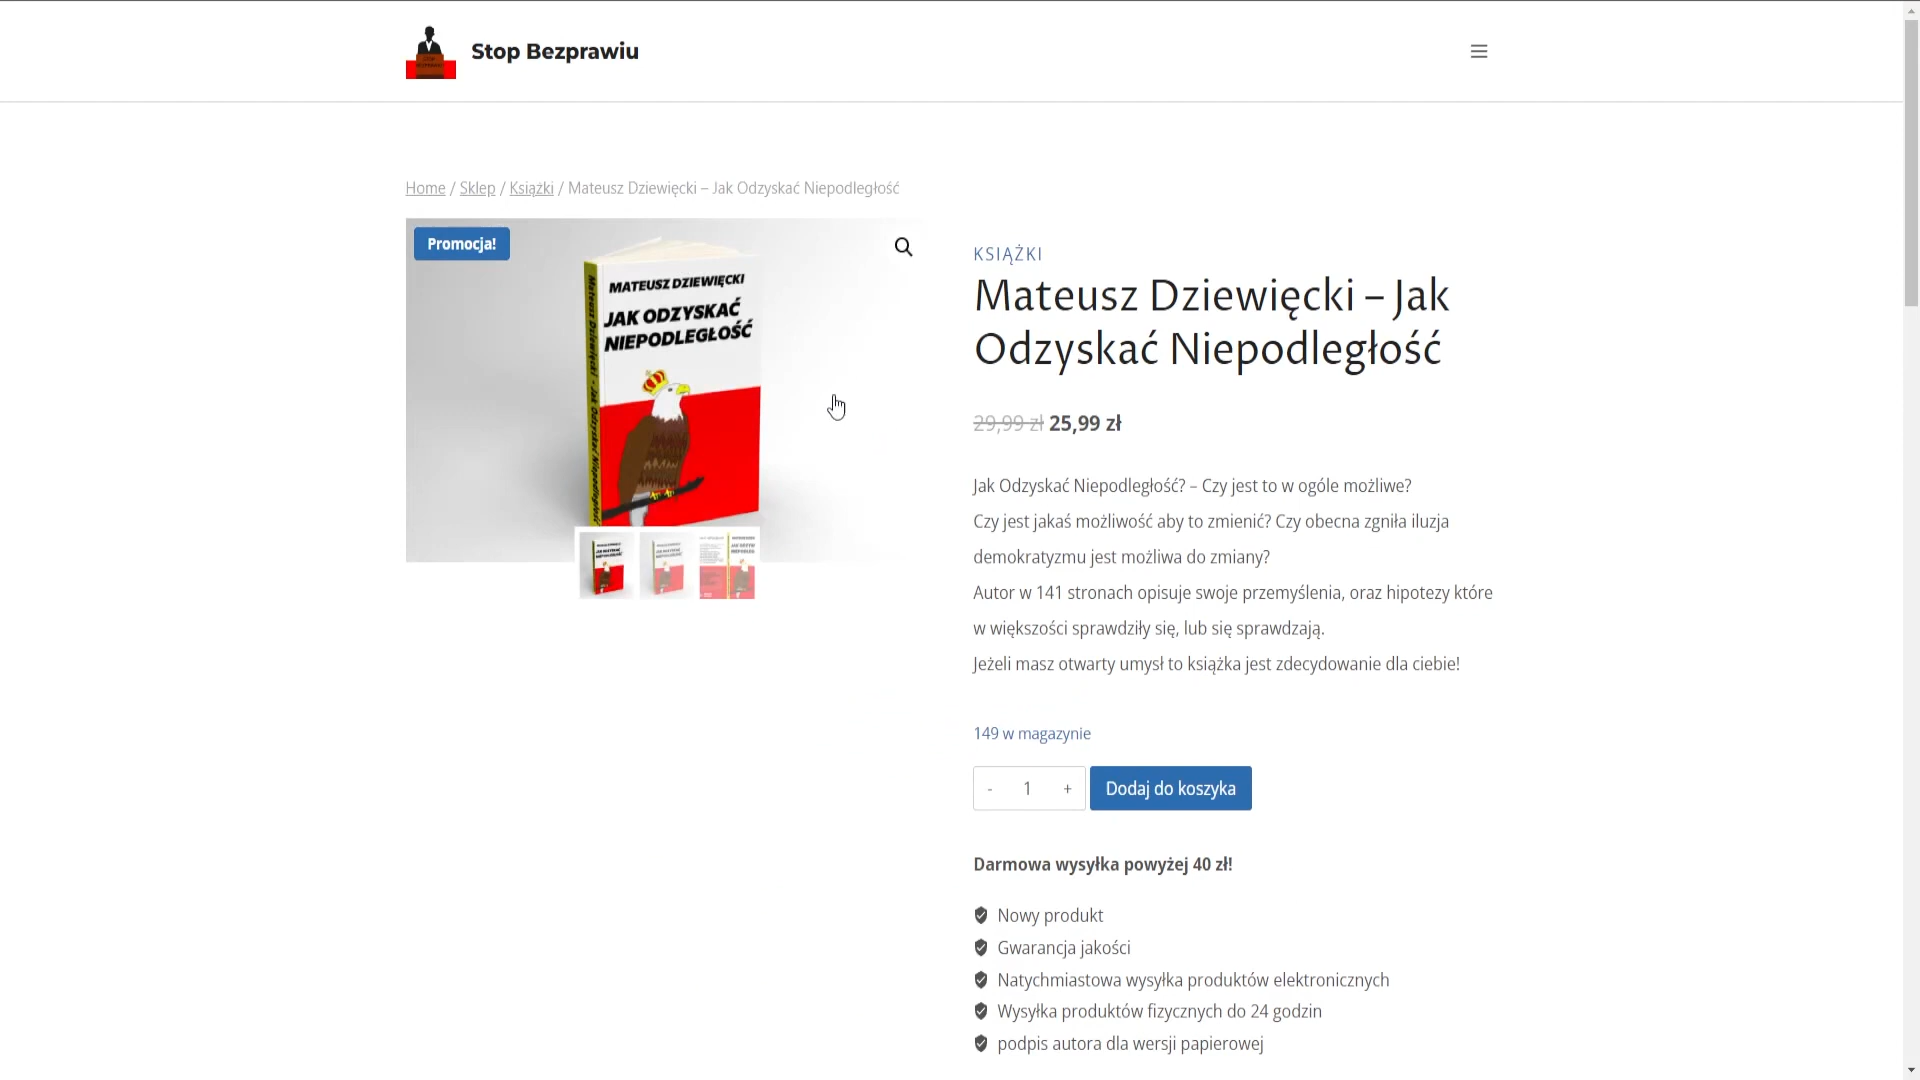 Stop Bezprawiu
Home / Sklep / Książki / Mateusz Dziewięcki – Jak Odzyskać Niepodległość
Promocja!
MATEUSZ DZIEWIĘCKI
JAK ODZYSKAĆ
NIEPODLEGŁOŚĆ
Mateusz Dziewięcki - Jak Odzyskać Niepodległość
KSIĄŻKI
Mateusz Dziewięcki – Jak
Odzyskać Niepodległość
29,99 zł 25,99 zł
Jak Odzyskać Niepodległość? – Czy jest to w ogóle możliwe?
Czy jest jakaś możliwość aby to zmienić? Czy obecna zgniła iluzja
demokratyzmu jest możliwa do zmiany?
Autor w 141 stronach opisuje swoje przemyślenia, oraz hipotezy które
w większości sprawdziły się, lub się sprawdzają.
Jeżeli masz otwarty umysł to książka jest zdecydowanie dla ciebie!
149 w magazynie
- 1 + Dodaj do koszyka
Darmowa wysyłka powyżej 40 zł!
Nowy produkt
Gwarancja jakości
Natychmiastowa wysyłka produktów elektronicznych
Wysyłka produktów fizycznych do 24 godzin
podpis autora dla wersji papierowej